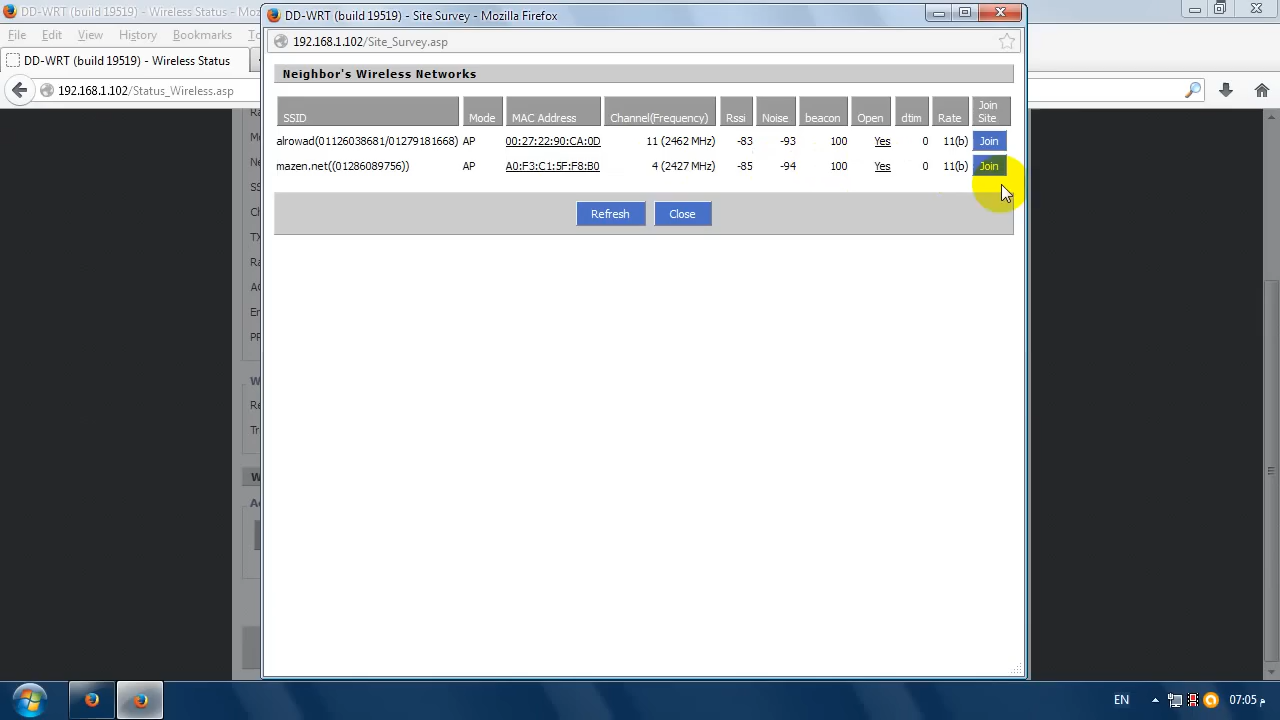 DD-WRT (build 19519) - Wireless Status - Mo
DD-WRT (build 19519) - Site Survey - Mozilla Firefox
File Edit View History Bookmarks
192.168.1.102/Site_Survey.asp
DD-WRT (build 19519) - Wireless Status
192.168.1.102/Status_Wireless.asp
Neighbor's Wireless Networks
SSID Mode MAC Address Channel(Frequency) Rssi Noise beacon Open dtim Rate Join Site
alrowad(01126038681/01279181668) AP 00:27:22:90:CA:0D 11 (2462 MHz) -83 -93 100 Yes 0 11(b) Join
mazen.net((01286089756)) AP A0:F3:C1:5F:F8:B0 4 (2427 MHz) -85 -94 100 Yes 0 11(b) Join
Refresh Close
EN 07:05 م